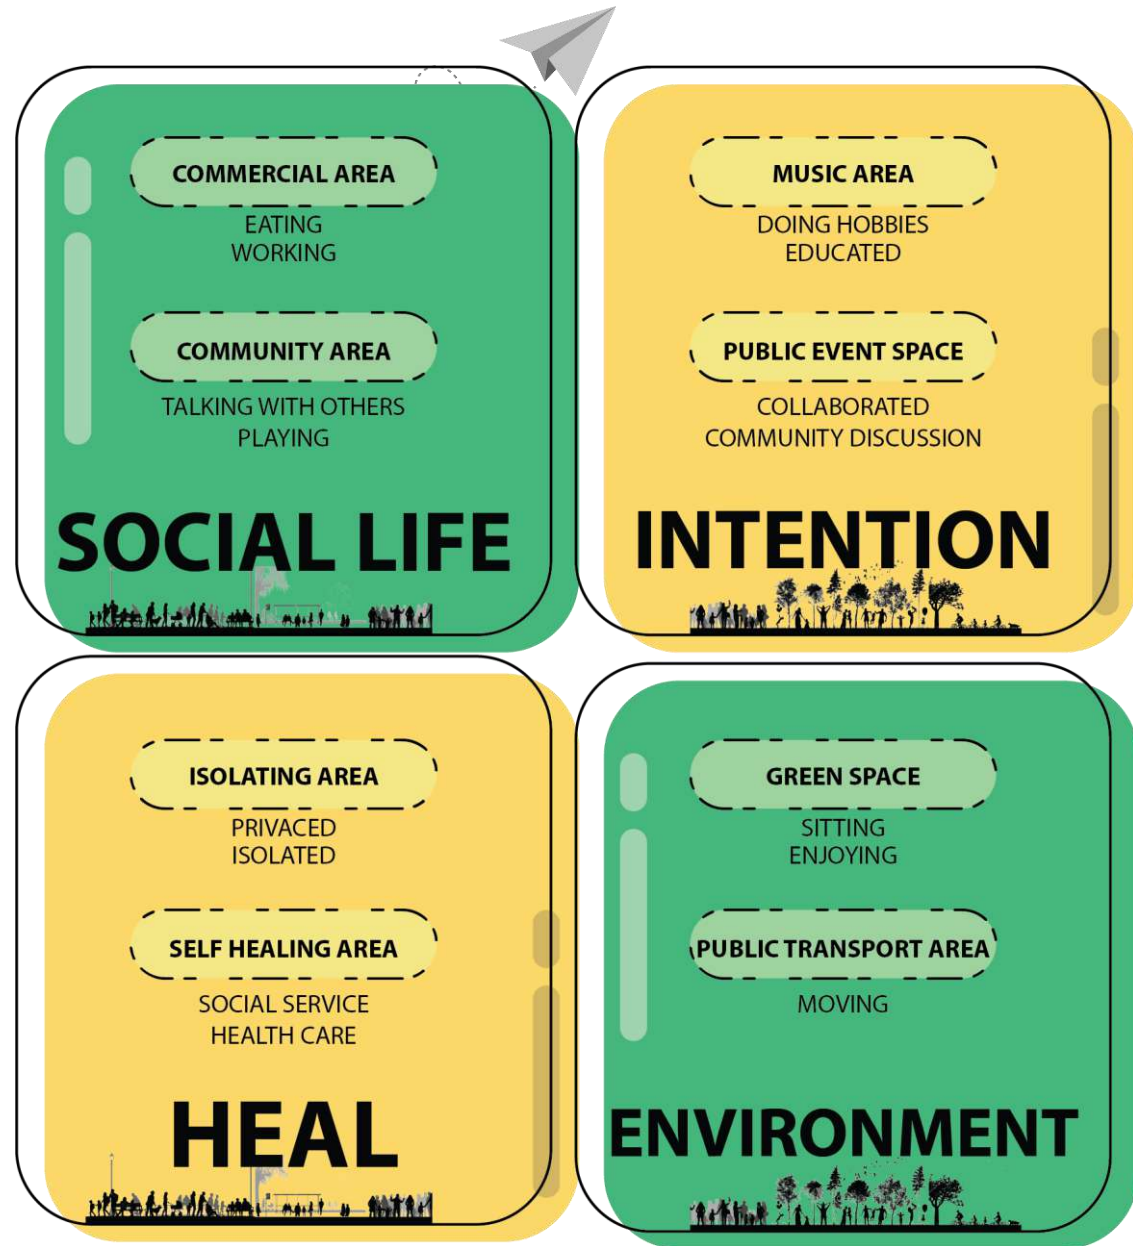 COMMERCIAL AREA
EATING
WORKING
COMMUNITY AREA
TALKING WITH OTHERS
PLAYING
SOCIAL LIFE
MUSIC AREA
DOING HOBBIES
EDUCATED
PUBLIC EVENT SPACE
COLLABORATED
COMMUNITY DISCUSSION
INTENTION
ISOLATING AREA
PRIVACED
ISOLATED
SELF HEALING AREA
SOCIAL SERVICE
HEALTH CARE
HEAL
GREEN SPACE
SITTING
ENJOYING
PUBLIC TRANSPORT AREA
MOVING
ENVIRONMENT